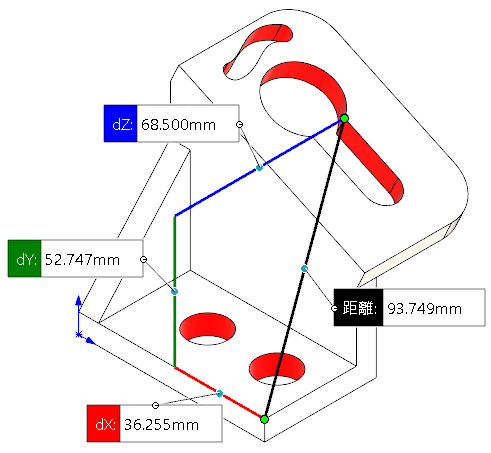 dZ: 68.500mm
dY: 52.747mm
距離: 93.749mm
dX: 36.255mm